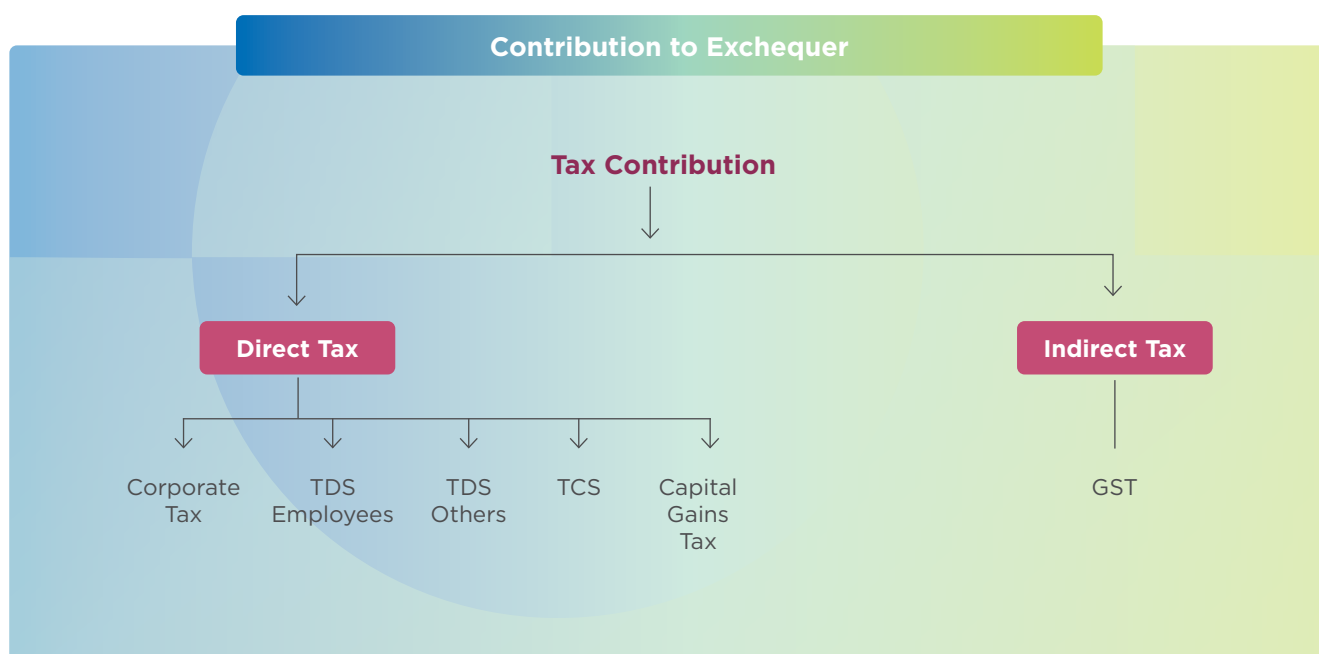 Contribution to Exchequer
Tax Contribution
Direct Tax
Indirect Tax
Corporate
Tax
TDS
Employees
TDS
Others
TCS
Capital
Gains
Tax
GST